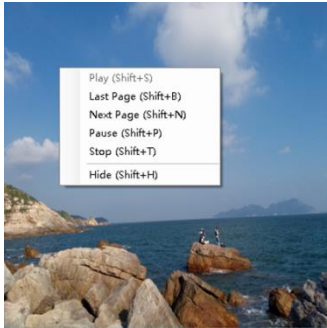 Play (Shift+S)
Last Page (Shift+B)
Next Page (Shift+N)
Pause (Shift+P)
Stop (Shift+T)
Hide (Shift+H)